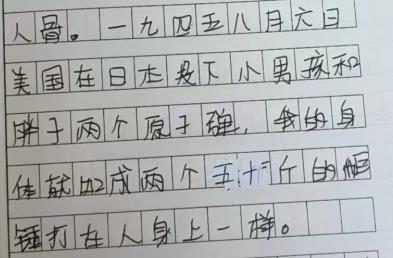 人骨。一九四五八月六日
美国在日本投下小男孩和
胖子两个原子弹，我的身
体就成两个五十斤的
锤打在人身上一样。